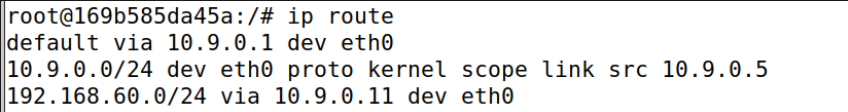 root@169b585da45a:/# ip route
default via 10.9.0.1 dev eth0
10.9.0.0/24 dev eth0 proto kernel scope link src 10.9.0.5
192.168.60.0/24 via 10.9.0.11 dev eth0